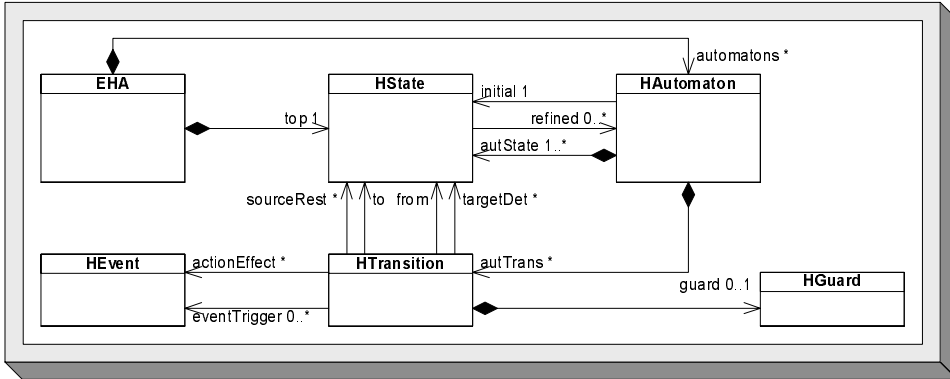 automatons *
EHA
HState
HAutomaton
initial 1
top 1
refined 0..*
autState 1..*
sourceRest *
to
from
targetDet *
HEvent
actionEffect *
HTransition
autTrans *
guard 0..1
HGuard
eventTrigger 0..*